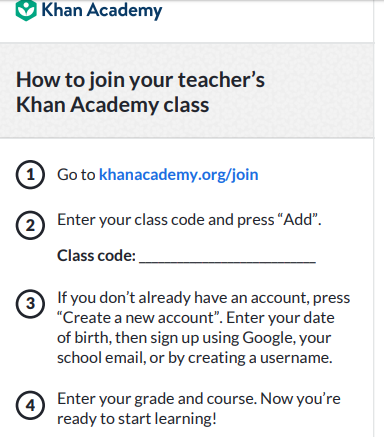 Khan Academy
How to join your teacher's
Khan Academy class
1 Go to khanacademy.org/join
2 Enter your class code and press “Add”.
Class code: ____________________________
3 If you don't already have an account, press
“Create a new account”. Enter your date
of birth, then sign up using Google, your
school email, or by creating a username.
4 Enter your grade and course. Now you're
ready to start learning!